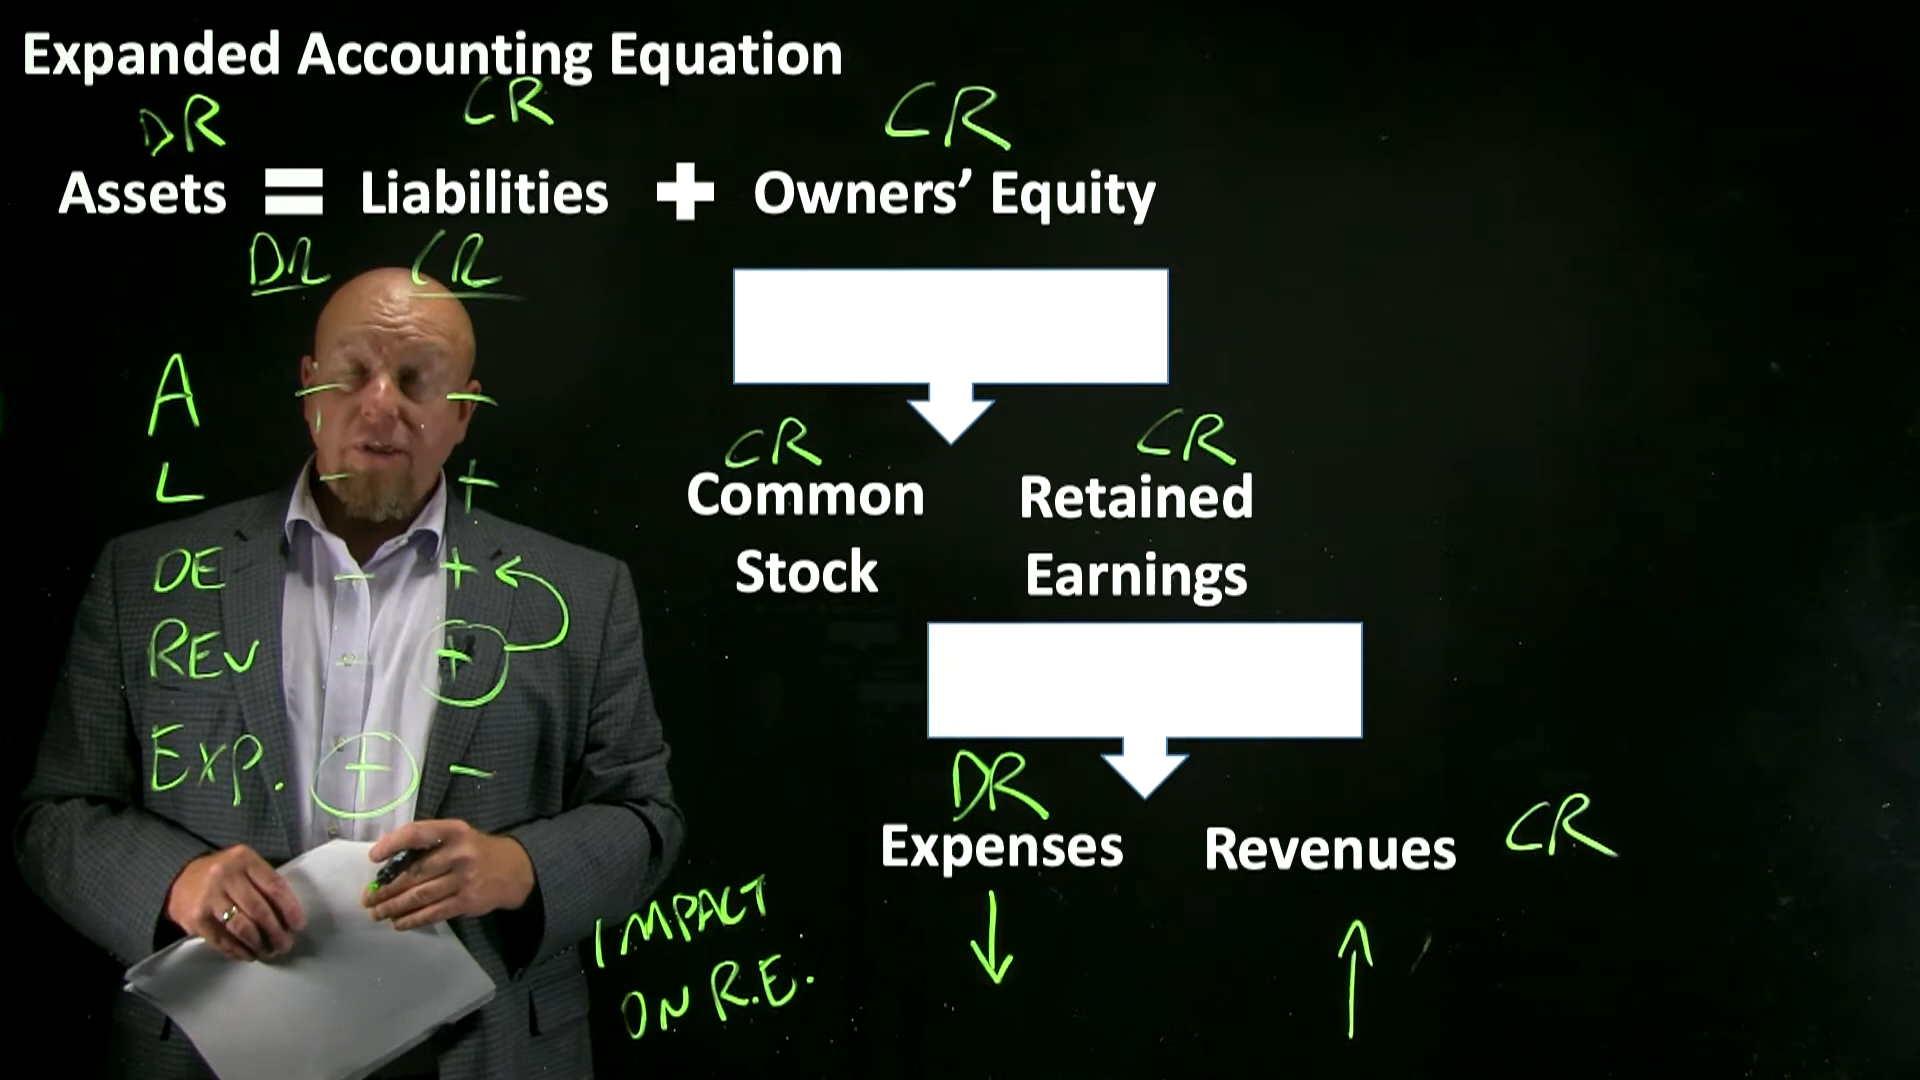 Expanded Accounting Equation
DR CR CR
Assets = Liabilities + Owners' Equity
DR CR
A + -
L - +
CR CR
Common Stock
Retained Earnings
OE - +
REV - +
EXP. + -
DR
Expenses Revenues CR
IMPACT
ON R.E. ↓ ↑